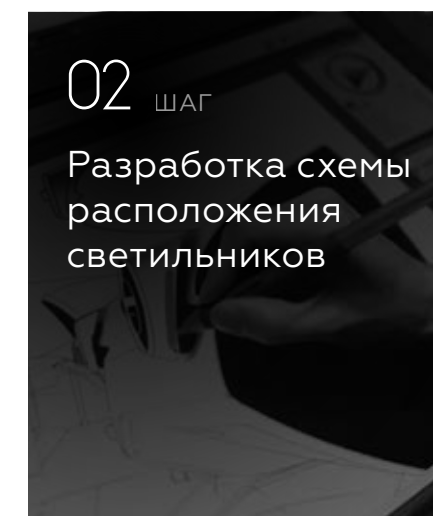 02 ШАГ
Разработка схемы
расположения
светильников